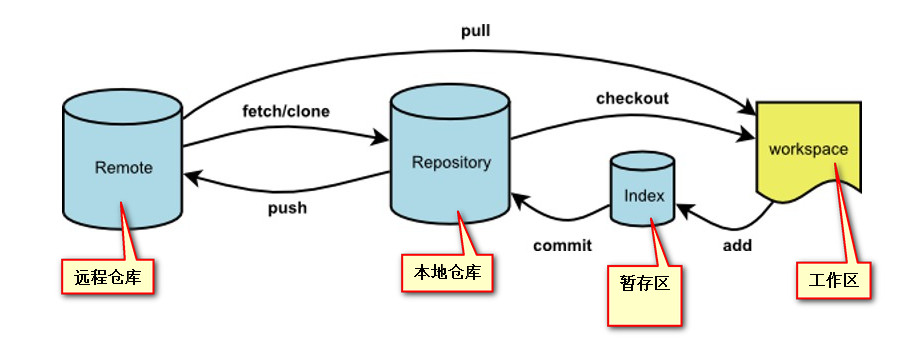 pull
fetch/clone
checkout
Remote
Repository
workspace
Index
push
commit
add
远程仓库
本地仓库
暂存区
工作区